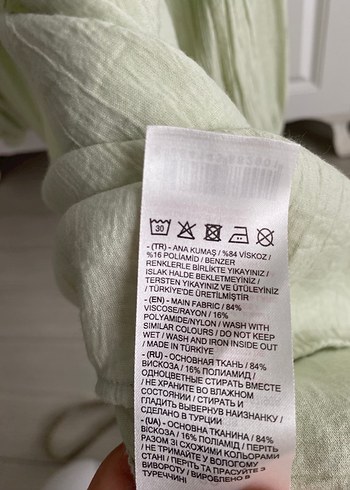 30
- (TR) - ANA KUMAŞ / %84 VİSKOZ /
%16 POLİAMİD / BENZER
RENKLERLE BİRLİKTE YIKAYINIZ /
ISLAK HALDE BEKLETMEYİNİZ /
TERSTEN YIKAYINIZ VE ÜTÜLEYİNİZ
/ TÜRKİYE'DE ÜRETİLMİŞTİR
- (EN) - MAIN FABRIC / 84%
VISCOSE/RAYON / 16%
POLYAMIDE/NYLON / WASH WITH
SIMILAR COLOURS / DO NOT KEEP
WET / WASH AND IRON INSIDE OUT
/ MADE IN TÜRKİYE
- (RU) - ОСНОВНАЯ ТКАНЬ / 84%
ВИСКОЗА / 16% ПОЛИАМИД /
ОДНОЦВЕТНЫЕ СТИРАТЬ ВМЕСТЕ
/ НЕ ХРАНИТЬ ВО ВЛАЖНОМ
СОСТОЯНИИ / СТИРАТЬ И
ГЛАДИТЬ ВЫВЕРНУВ НАИЗНАНКУ /
СДЕЛАНО В ТУРЦИИ
- (UA) - ОСНОВНА ТКАНИНА / 84%
ВІСКОЗА / 16% ПОЛІАМІД / ПЕРІТЬ
РАЗОМ ЗІ СХОЖИМИ КОЛЬОРАМИ
/ НЕ ТРИМАЙТЕ У ВОЛОГОМУ
СТАНІ / ПЕРІТЬ ТА ПРАСУЙТЕ З
ВИВОРОТУ / ВИРОБЛЕНО В
ТУРЕЧЧИНІ